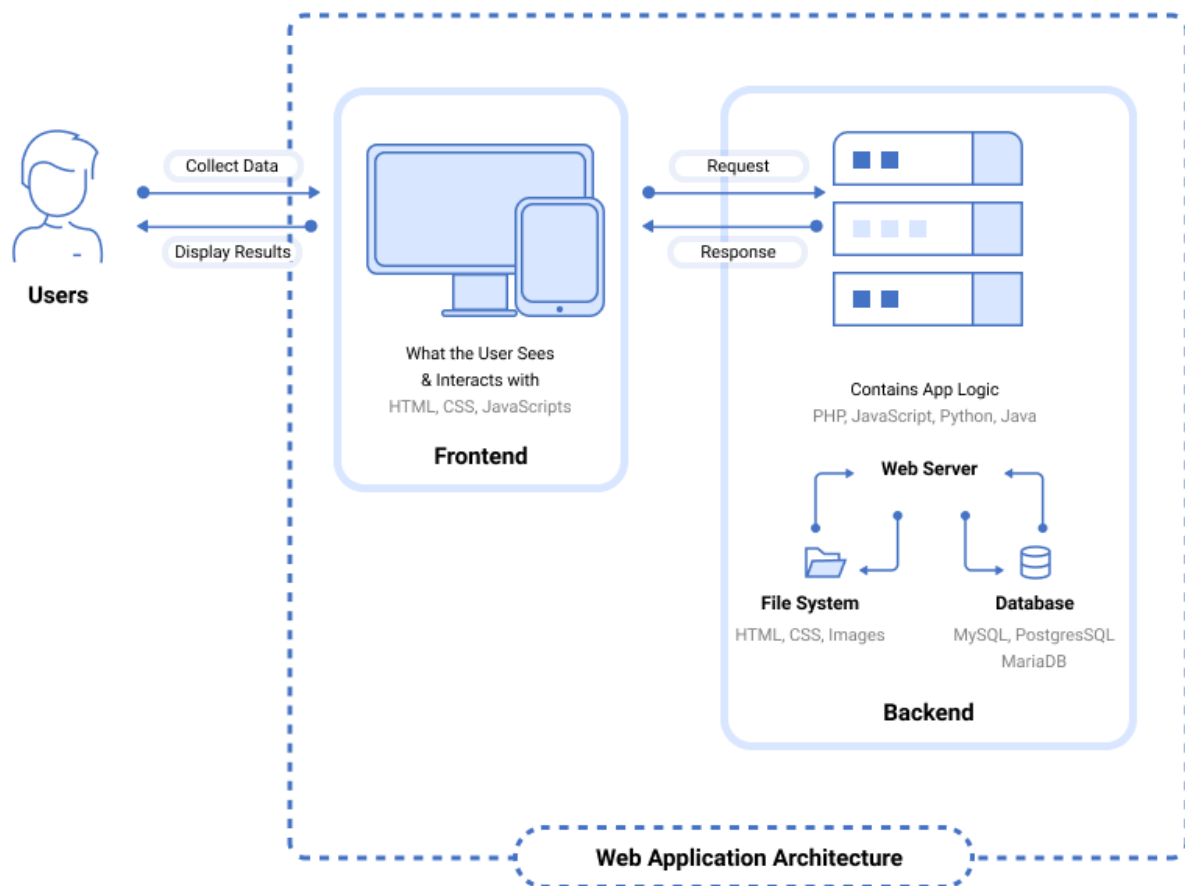 Collect Data
Display Results
Users
What the User Sees
& Interacts with
HTML, CSS, JavaScripts
Frontend
Request
Response
Contains App Logic
PHP, JavaScript, Python, Java
Web Server
File System
HTML, CSS, Images
Database
MySQL, PostgresSQL
MariaDB
Backend
Web Application Architecture